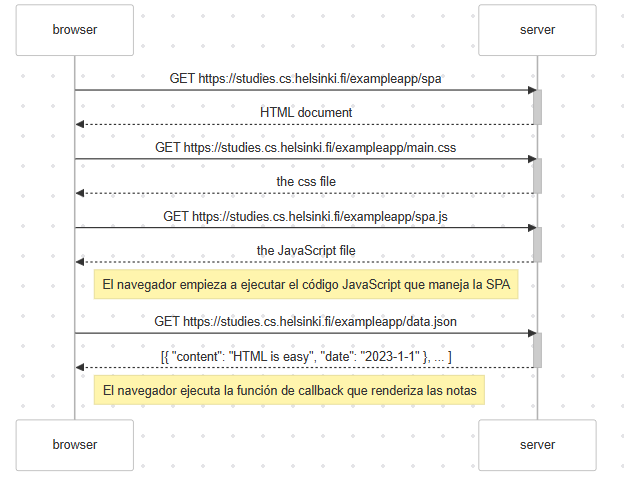 browser
server
GET https://studies.cs.helsinki.fi/exampleapp/spa
HTML document
GET https://studies.cs.helsinki.fi/exampleapp/main.css
the css file
GET https://studies.cs.helsinki.fi/exampleapp/spa.js
the JavaScript file
El navegador empieza a ejecutar el código JavaScript que maneja la SPA
GET https://studies.cs.helsinki.fi/exampleapp/data.json
[{ "content": "HTML is easy", "date": "2023-1-1" }, ... ]
El navegador ejecuta la función de callback que renderiza las notas
browser
server